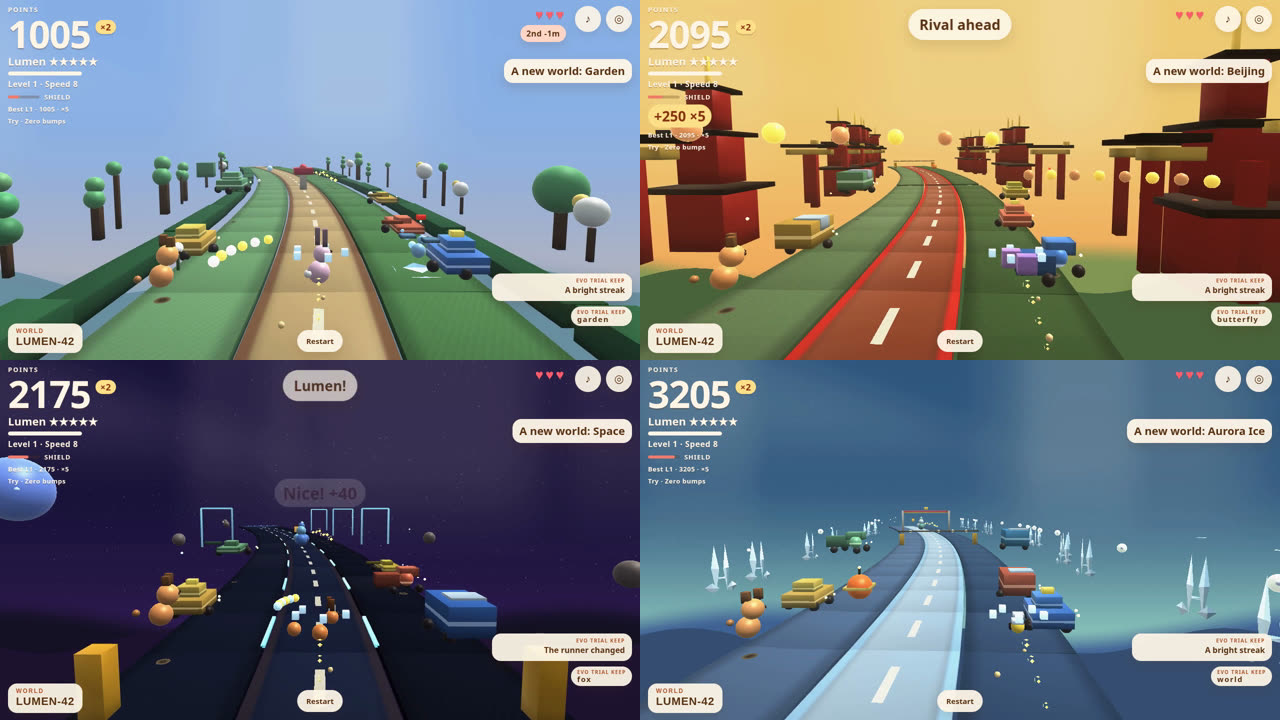 POINTS
1005 ×2
Lumen ★★★★★
Level 1 · Speed 8
SHIELD
Best L1 · 1005 · ×5
Try · Zero bumps
2nd -1m
A new world: Garden
EVO TRIAL KEEP
A bright streak
EVO TRIAL KEEP
garden
WORLD
LUMEN-42
Restart
POINTS
2095 ×2
Lumen ★★★★★
Level 1 · Speed 8
SHIELD
+250 ×5
Best L1 · 2095 · ×5
Try · Zero bumps
Rival ahead
A new world: Beijing
EVO TRIAL KEEP
A bright streak
EVO TRIAL KEEP
butterfly
WORLD
LUMEN-42
Restart
POINTS
2175 ×2
Lumen ★★★★★
Level 1 · Speed 8
SHIELD
Best L1 · 2175 · ×5
Try · Zero bumps
Lumen!
Nice! +40
A new world: Space
EVO TRIAL KEEP
The runner changed
EVO TRIAL KEEP
fox
WORLD
LUMEN-42
Restart
POINTS
3205 ×2
Lumen ★★★★★
Level 1 · Speed 8
SHIELD
Best L1 · 3205 · ×5
Try · Zero bumps
A new world: Aurora Ice
EVO TRIAL KEEP
A bright streak
EVO TRIAL KEEP
world
WORLD
LUMEN-42
Restart